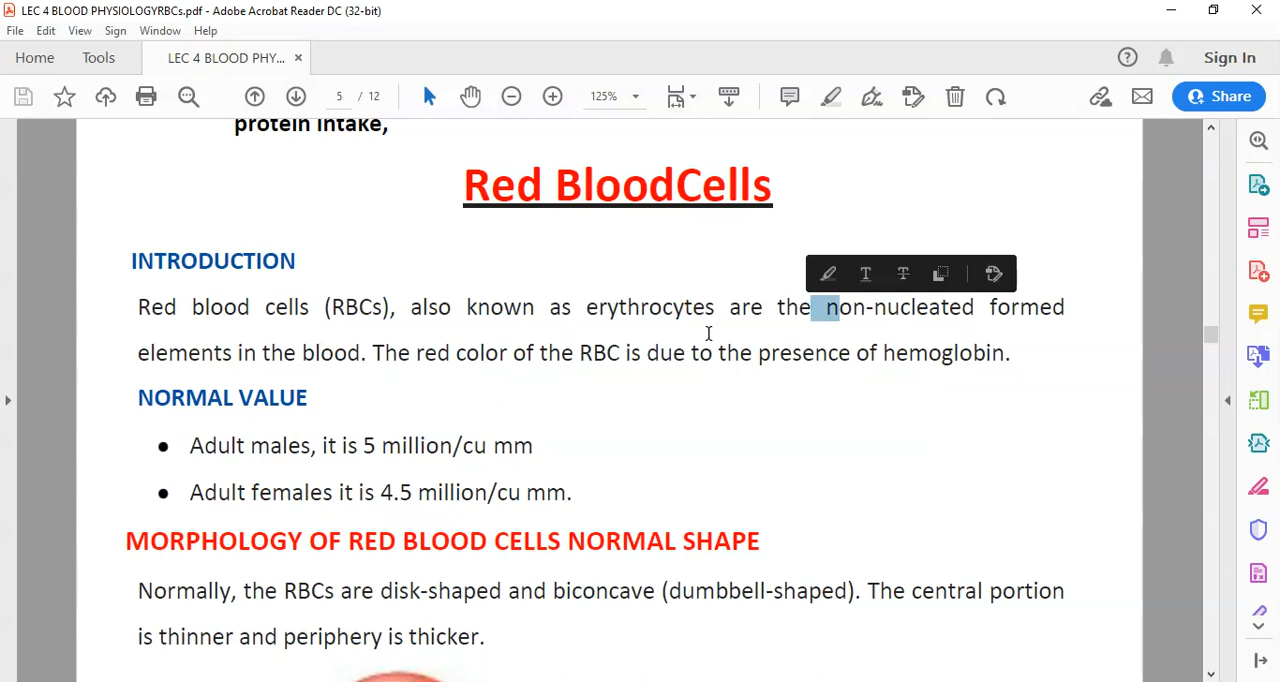 LEC 4 BLOOD PHYSIOLOGYRBCs.pdf - Adobe Acrobat Reader DC (32-bit)
File Edit View Sign Window Help
Home Tools LEC 4 BLOOD PHY... × Sign In
5 / 12 125% Share
protein intake,
Red BloodCells
INTRODUCTION
Red blood cells (RBCs), also known as erythrocytes are the non-nucleated formed
elements in the blood. The red color of the RBC is due to the presence of hemoglobin.
NORMAL VALUE
● Adult males, it is 5 million/cu mm
● Adult females it is 4.5 million/cu mm.
MORPHOLOGY OF RED BLOOD CELLS NORMAL SHAPE
Normally, the RBCs are disk-shaped and biconcave (dumbbell-shaped). The central portion
is thinner and periphery is thicker.